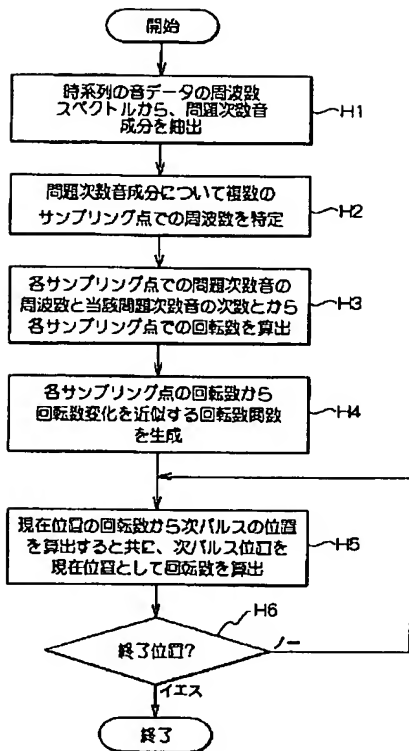 開始
時系列の音データの周波数
スペクトルから、問題次数音
成分を抽出
H1
問題次数音成分について複数の
サンプリング点での周波数を特定
H2
各サンプリング点での問題次数音の
周波数と当該問題次数音の次数とから
各サンプリング点での回転数を算出
H3
各サンプリング点の回転数から
回転数変化を近似する回転数関数
を生成
H4
現在位置の回転数から次パルスの位置
を算出すると共に、次パルス位置を
現在位置として回転数を算出
H5
H6
終了位置?
ノー
イエス
終了